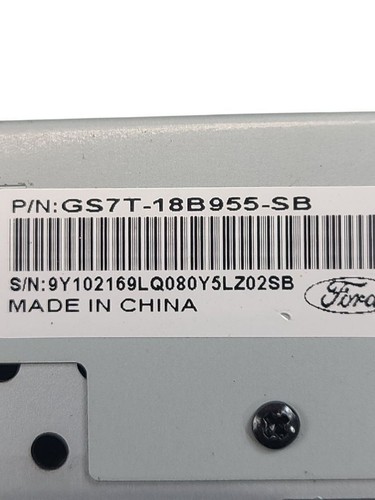 P/N:GS7T-18B955-SB
S/N:9Y102169LQ080Y5LZ02SB
MADE IN CHINA
Ford